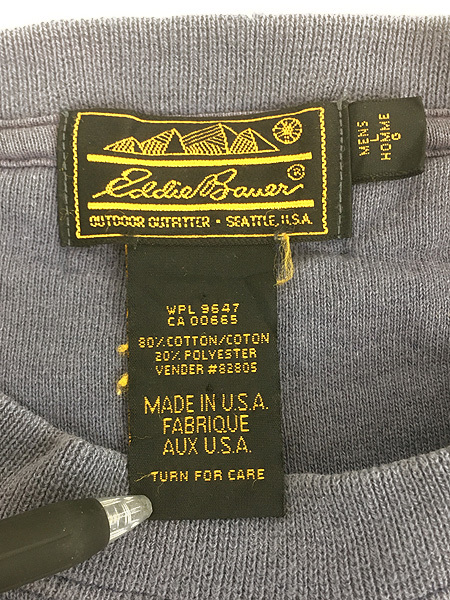 Eddie Bauer®
OUTDOOR OUTFITTER • SEATTLE, U.S.A.
MENS L
HOMME G
WPL 9647
CA 00665
80% COTTON/COTON
20% POLYESTER
VENDER #82805
MADE IN U.S.A.
FABRIQUE
AUX U.S.A.
TURN FOR CARE